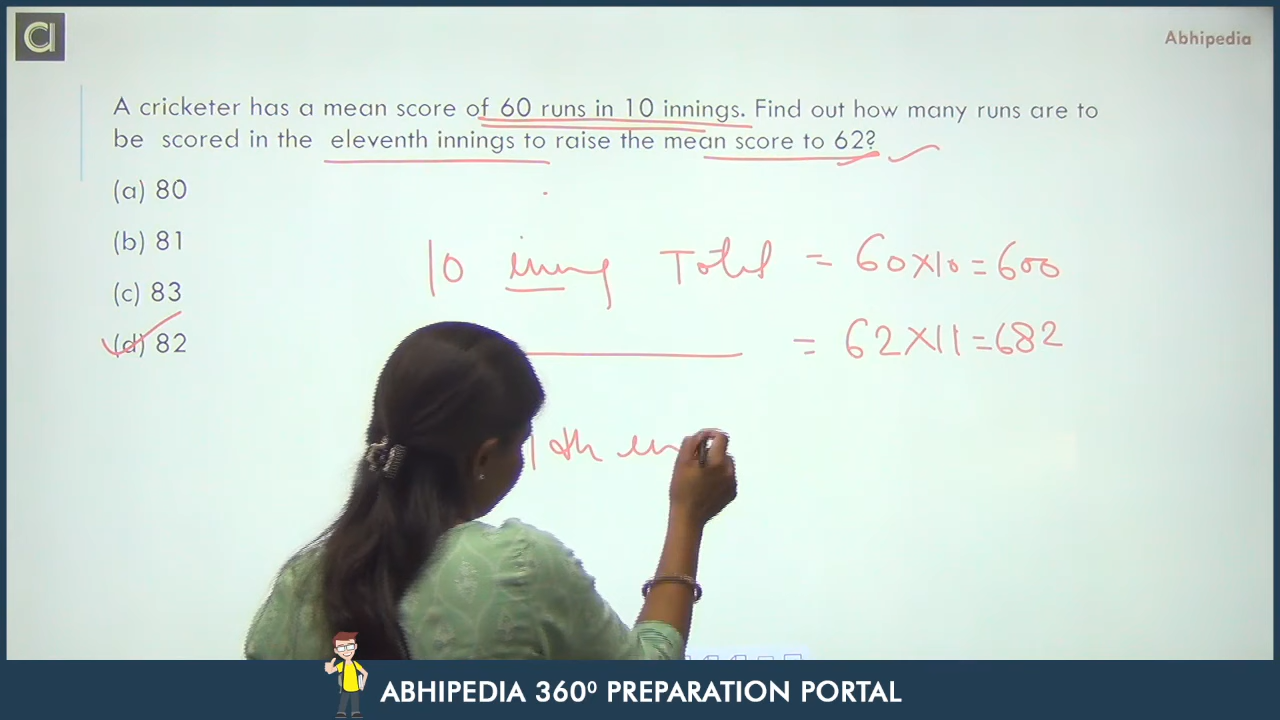 Abhipedia
A cricketer has a mean score of 60 runs in 10 innings. Find out how many runs are to
be scored in the eleventh innings to raise the mean score to 62?
(a) 80
(b) 81
(c) 83
(d) 82
10 inning Total = 60×10=600
= 62×11=682
ABHIPEDIA 360⁰ PREPARATION PORTAL